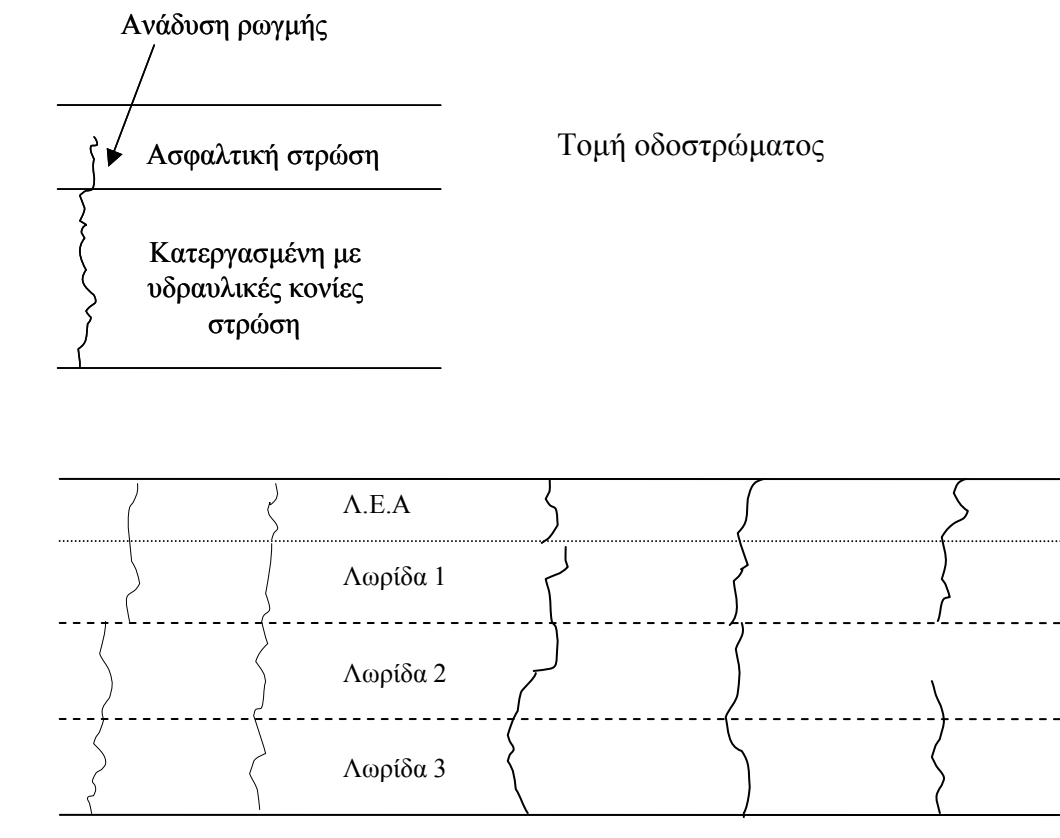 Ανάδυση ρωγμής
Ασφαλτική στρώση
Τομή οδοστρώματος
Κατεργασμένη με
υδραυλικές κονίες
στρώση
Λ.Ε.Α
Λωρίδα 1
Λωρίδα 2
Λωρίδα 3